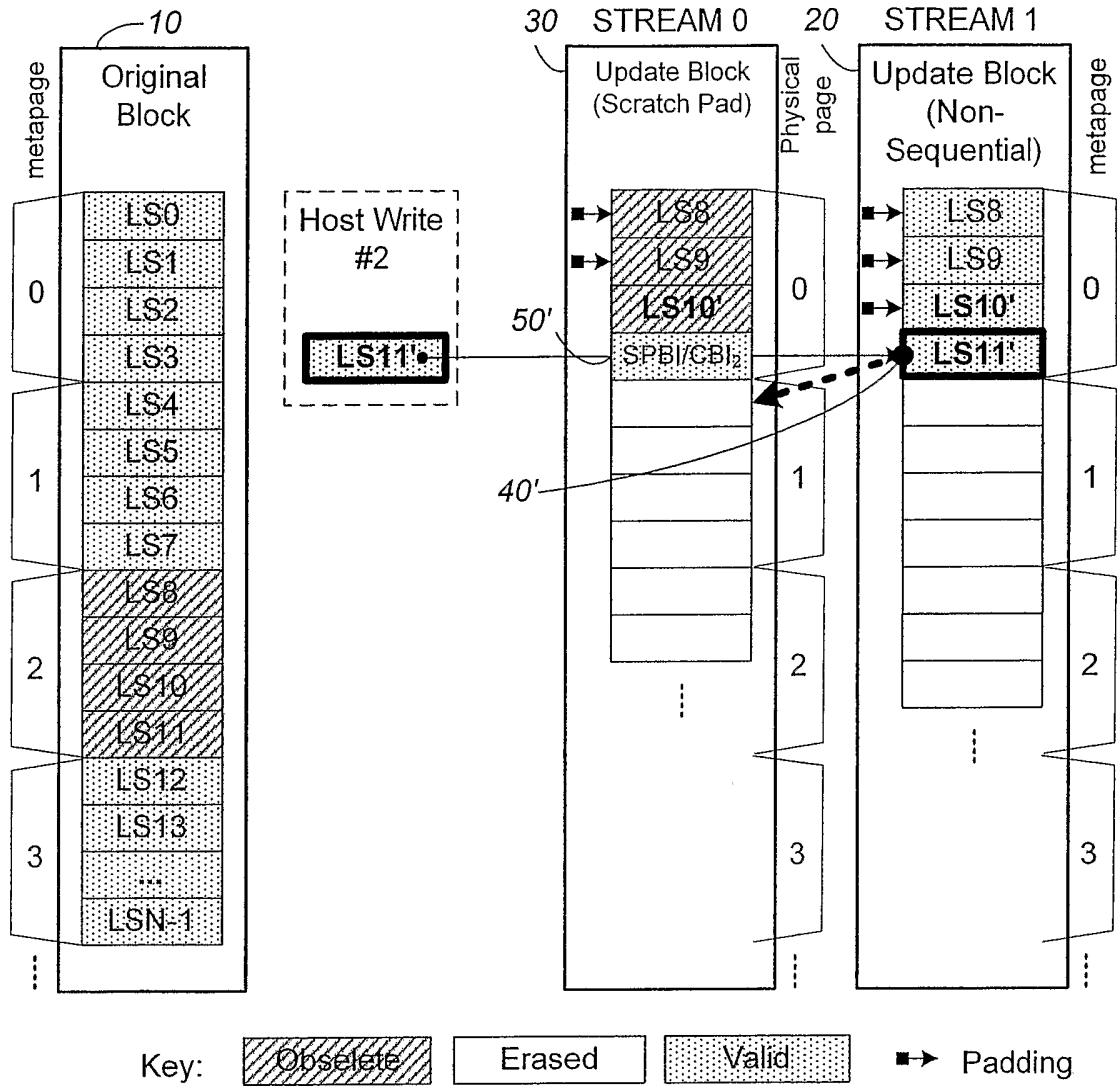 10
Original
Block
metapage
LS0
LS1
LS2
LS3
LS4
LS5
LS6
LS7
LS8
LS9
LS10
LS11
LS12
LS13
...
LSN-1
0
1
2
3
Host Write
#2
LS11'
30
STREAM 0
Update Block
(Scratch Pad)
Physical
page
LS8
LS9
LS10'
SPBI/CBI₂
50'
40'
0
1
2
3
20
STREAM 1
Update Block
(Non-
Sequential)
metapage
LS8
LS9
LS10'
LS11'
0
1
2
3
Key:
Obselete
Erased
Valid
Padding